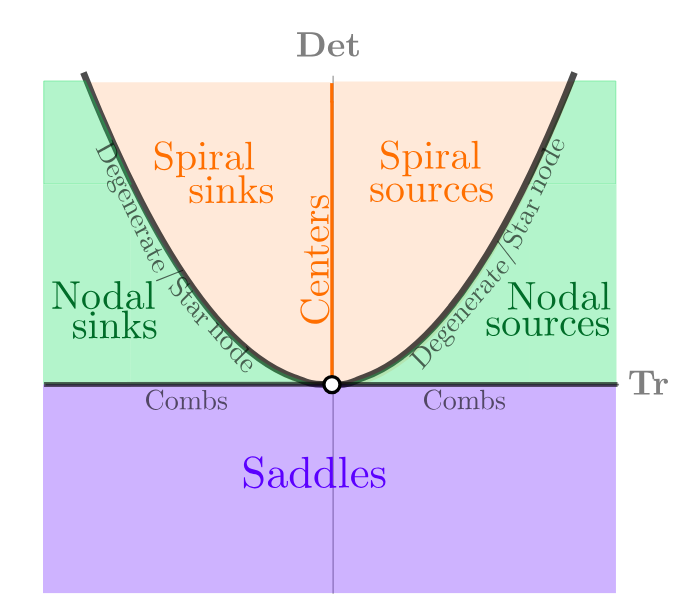 Det
Spiral
sinks
Spiral
sources
Centers
Degenerate/Star node
Degenerate/Star node
Nodal
sinks
Nodal
sources
Tr
Combs
Combs
Saddles